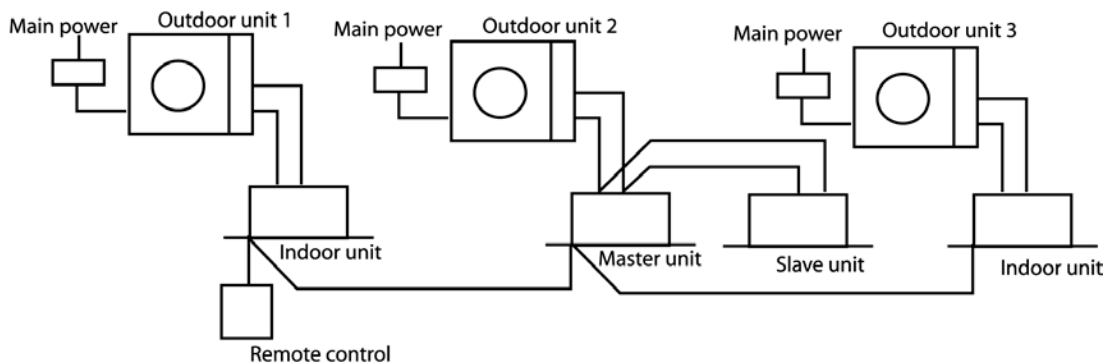 Outdoor unit 1
Main power
Outdoor unit 2
Main power
Outdoor unit 3
Main power
Indoor unit
Master unit
Slave unit
Indoor unit
Remote control